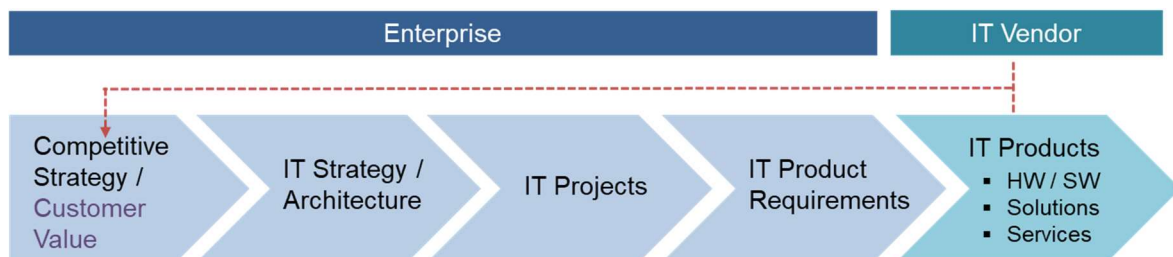 Enterprise
IT Vendor
Competitive
Strategy /
Customer
Value
IT Strategy /
Architecture
IT Projects
IT Product
Requirements
IT Products
▪ HW / SW
▪ Solutions
▪ Services